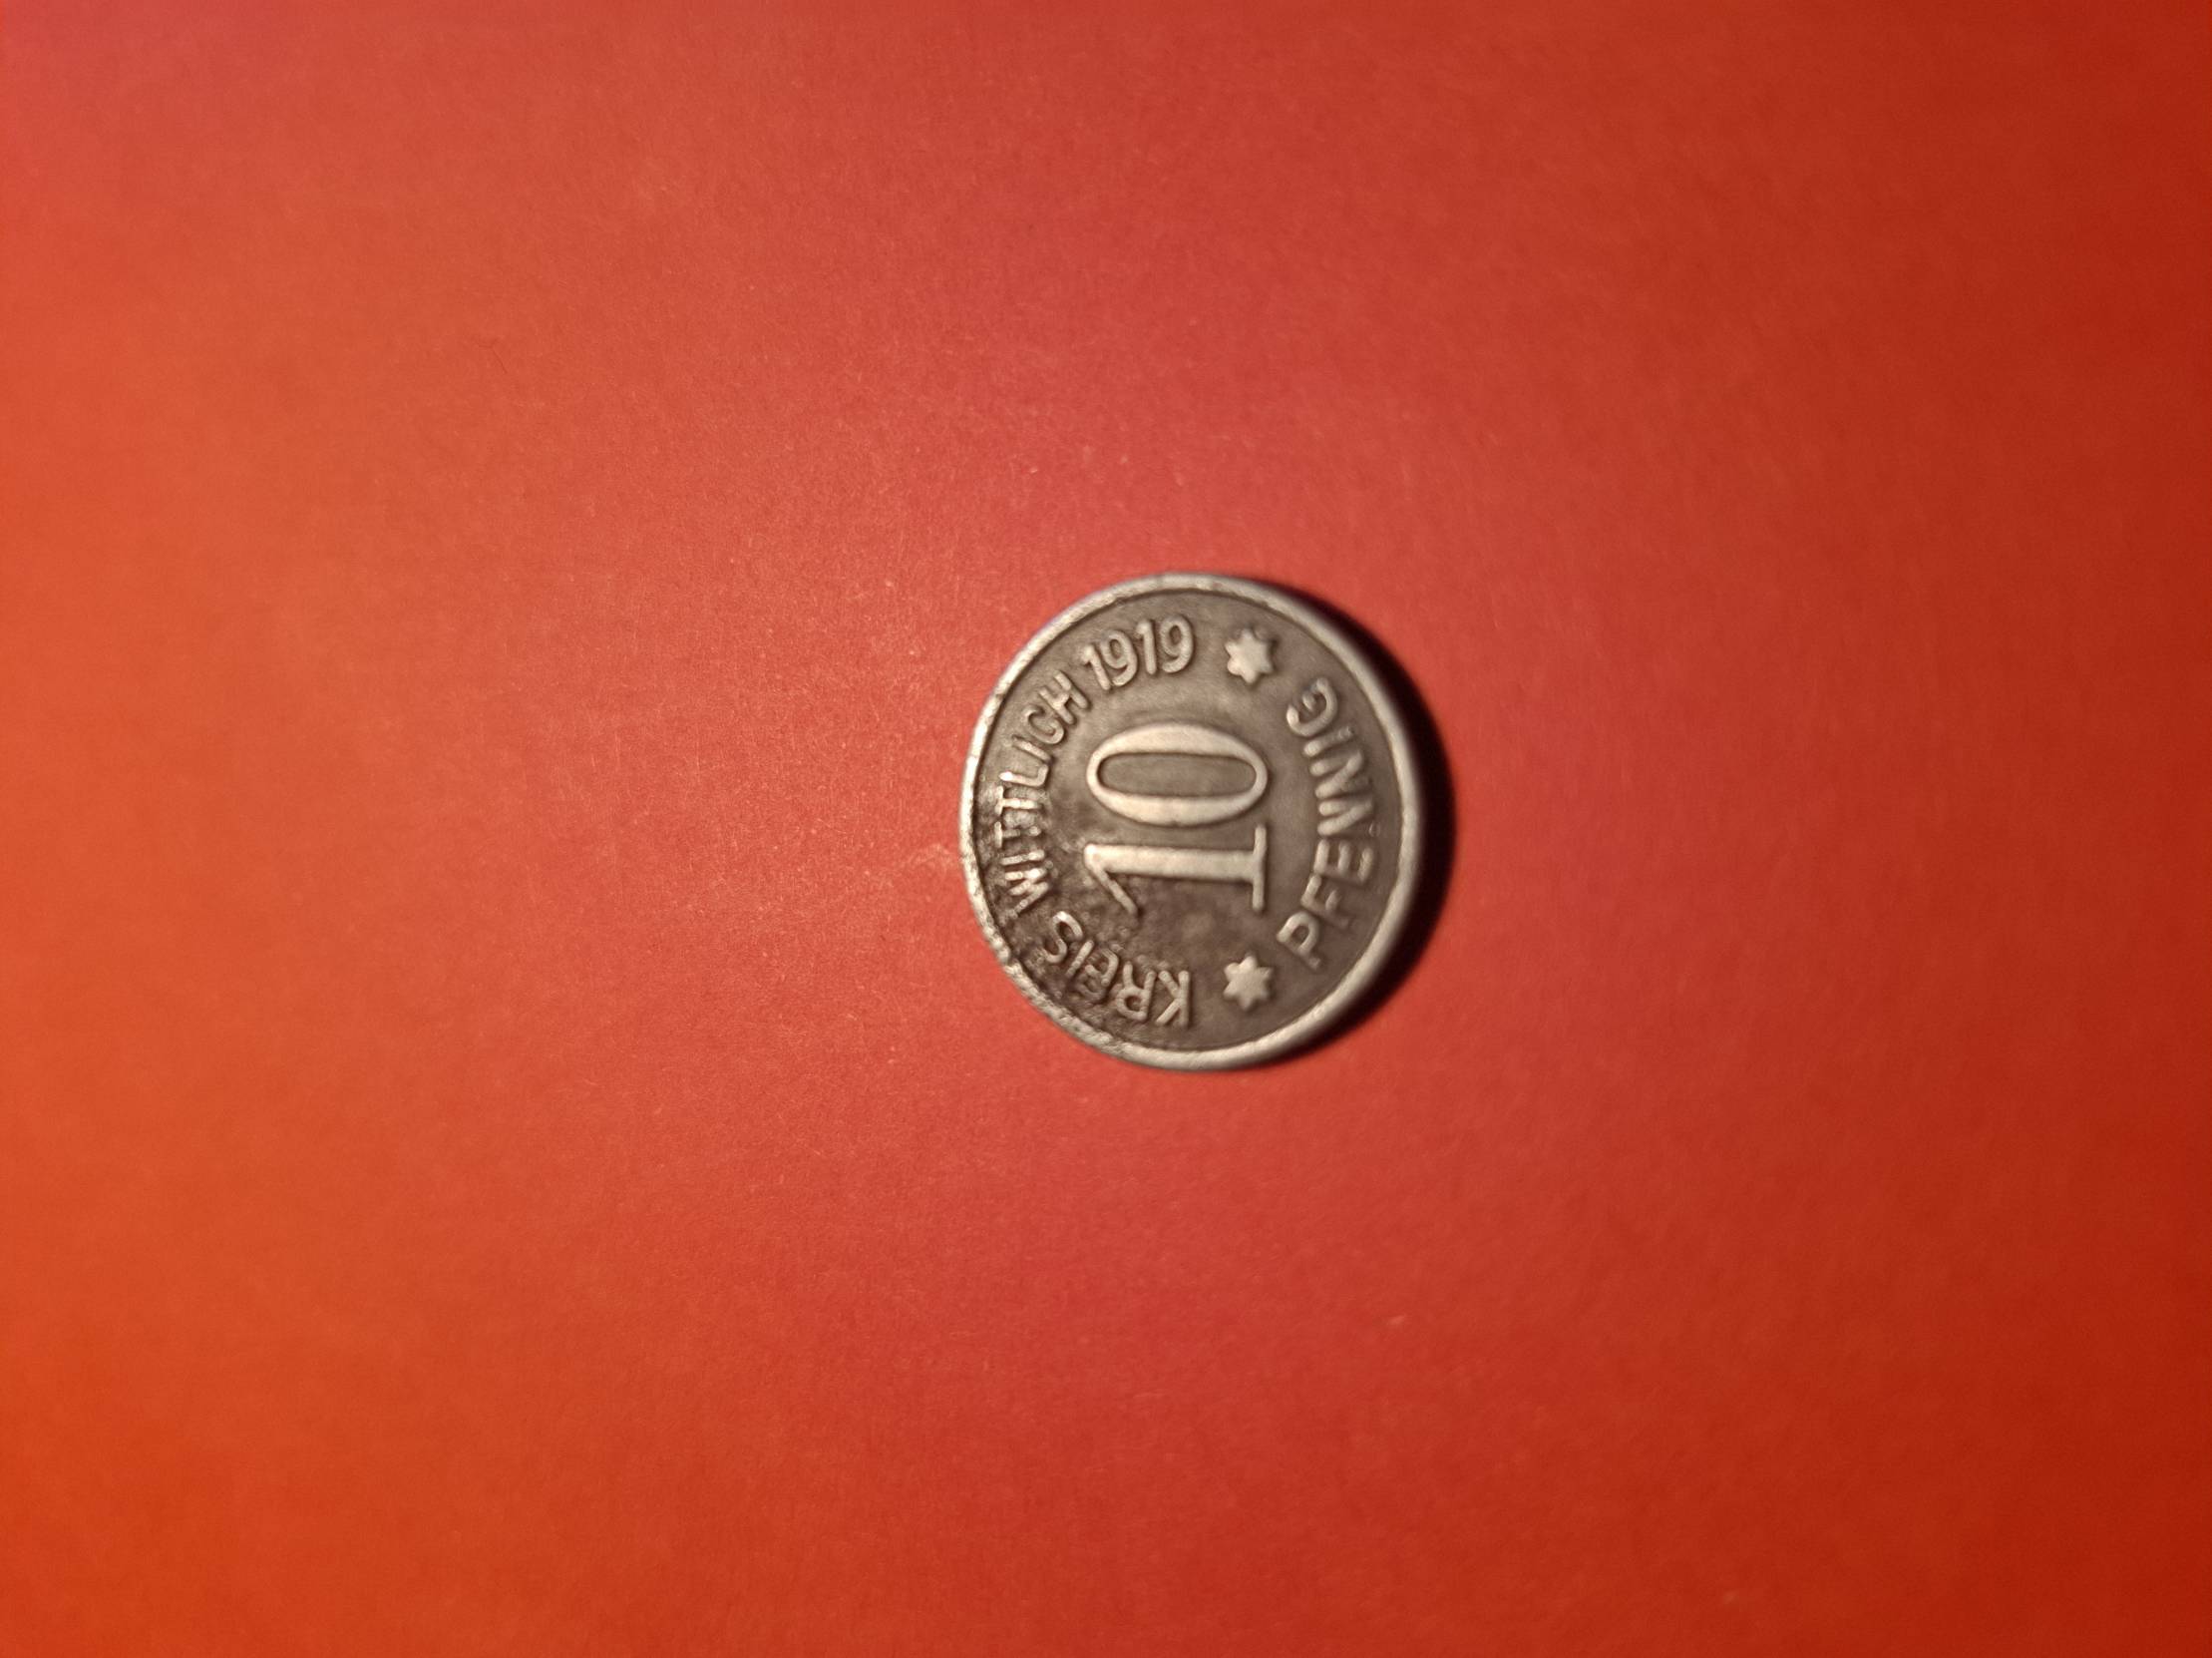 KREIS WITTLICH 1919
10
PFENNIG